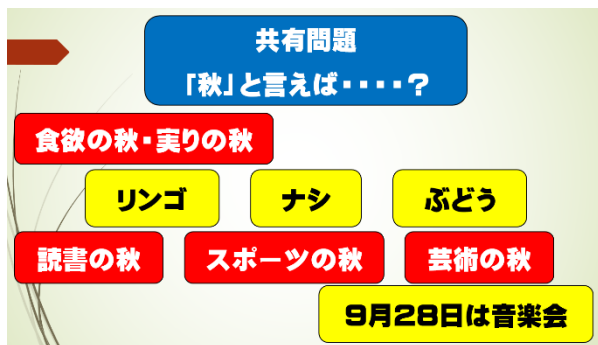 共有問題
「秋」と言えば・・・・?
食欲の秋・実りの秋
リンゴ
ナシ
ぶどう
読書の秋
スポーツの秋
芸術の秋
9月28日は音楽会